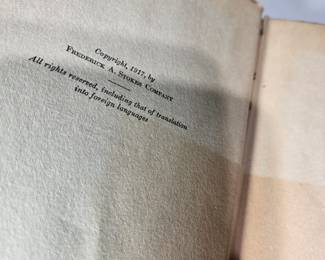 Copyright, 1917, by
FREDERICK A. STOKES COMPANY
All rights reserved, including that of translation
into foreign languages